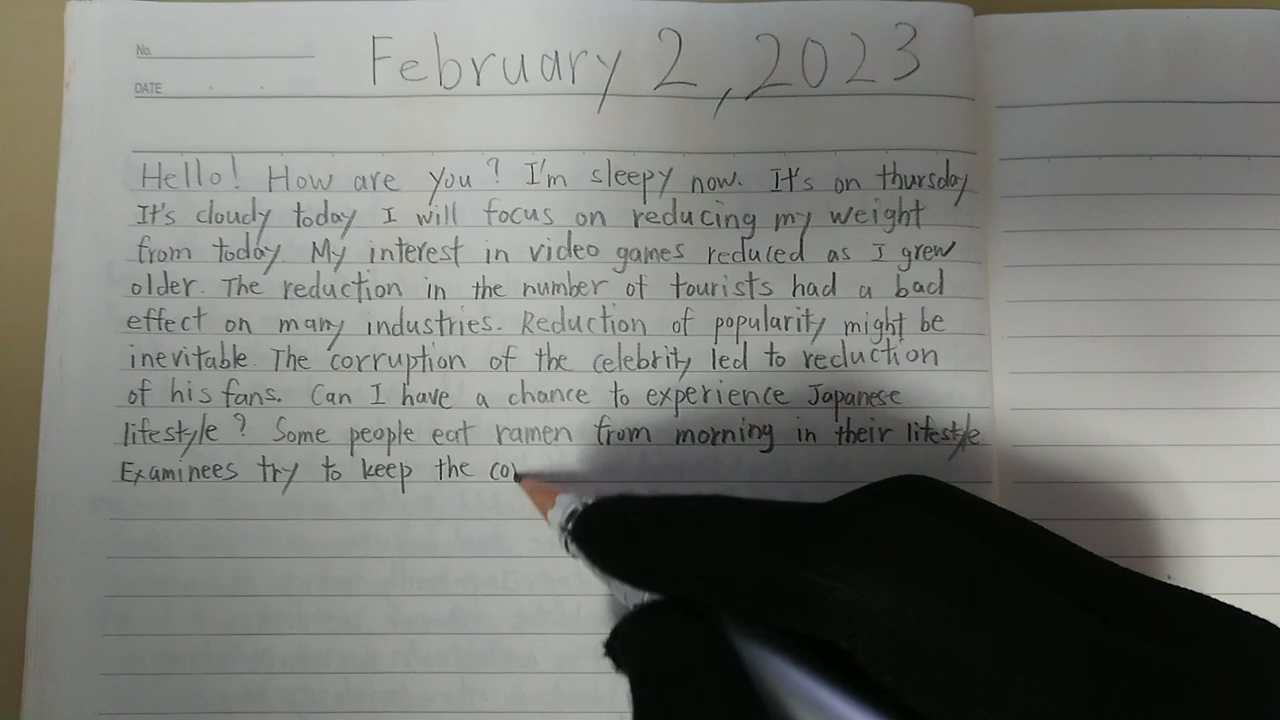 No.
February 2, 2023
DATE
Hello! How are you? I'm sleepy now. It's on thursday
It's cloudy today I will focus on reducing my weight
from today. My interest in video games reduced as I grew
older. The reduction in the number of tourists had a bad
effect on many industries. Reduction of popularity might be
inevitable. The corruption of the celebrity led to reduction
of his fans. Can I have a chance to experience Japanese
lifestyle? Some people eat ramen from morning in their lifestyle
Examinees try to keep the